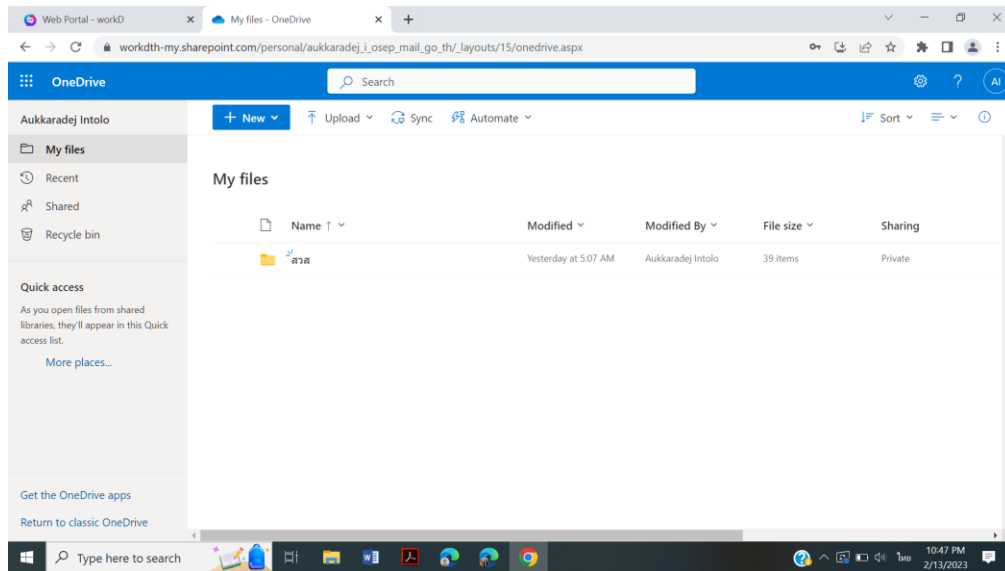 Web Portal - workD
My files - OneDrive
workdth-my.sharepoint.com/personal/aukkaradej_i_osep_mail_go_th/_layouts/15/onedrive.aspx
OneDrive
Search
AI
Aukkaradej Intolo
New
Upload
Sync
Automate
Sort
My files
Recent
Shared
Recycle bin
My files
Name
Modified
Modified By
File size
Sharing
สวส
Yesterday at 5:07 AM
Aukkaradej Intolo
39 items
Private
Quick access
As you open files from shared
libraries, they'll appear in this Quick
access list.
More places...
Get the OneDrive apps
Return to classic OneDrive
Type here to search
ไทย
10:47 PM
2/13/2023